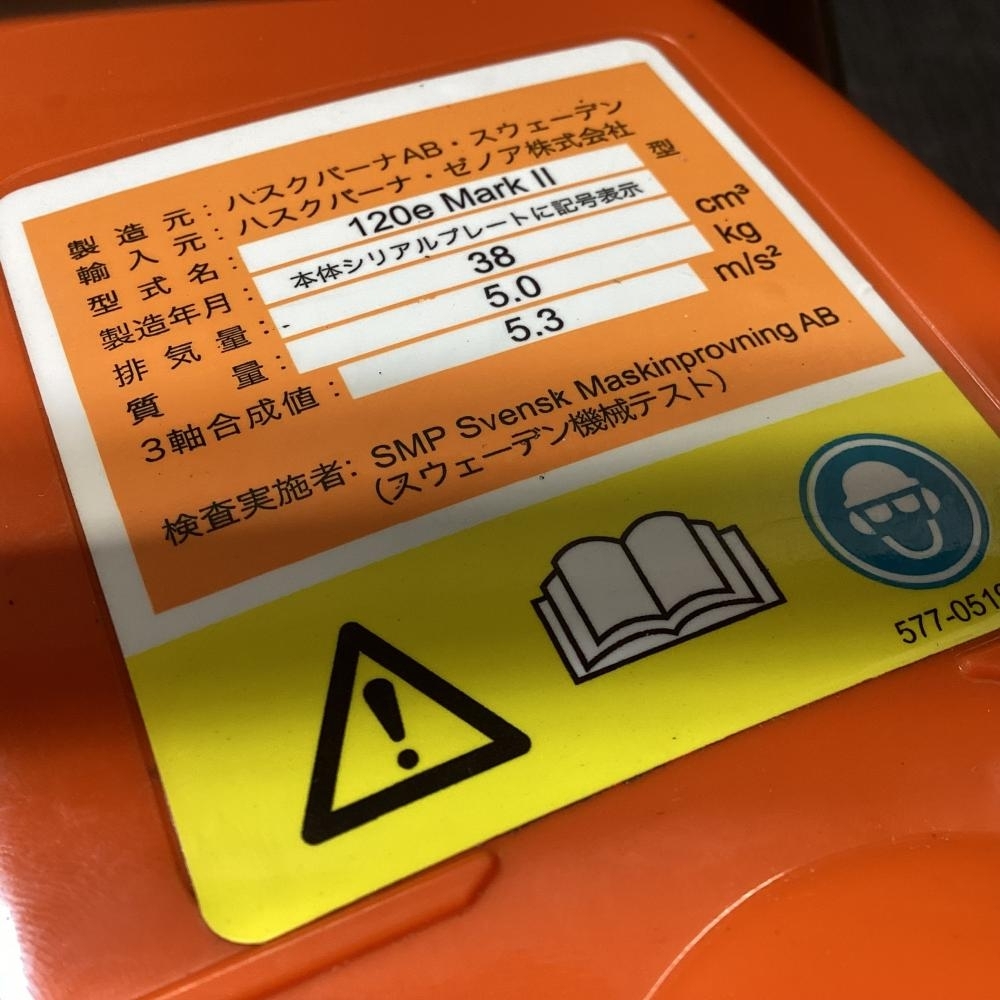 製造元：ハスクバーナAB・スウェーデン
輸入元：ハスクバーナ・ゼノア株式会社
型式名：120e Mark II 型
製造年月：本体シリアルプレートに記号表示
排気量：38 cm³
質量：5.0 kg
3軸合成値：5.3 m/s²
検査実施者：SMP Svensk Maskinprovning AB
(スウェーデン機械テスト)
577-051